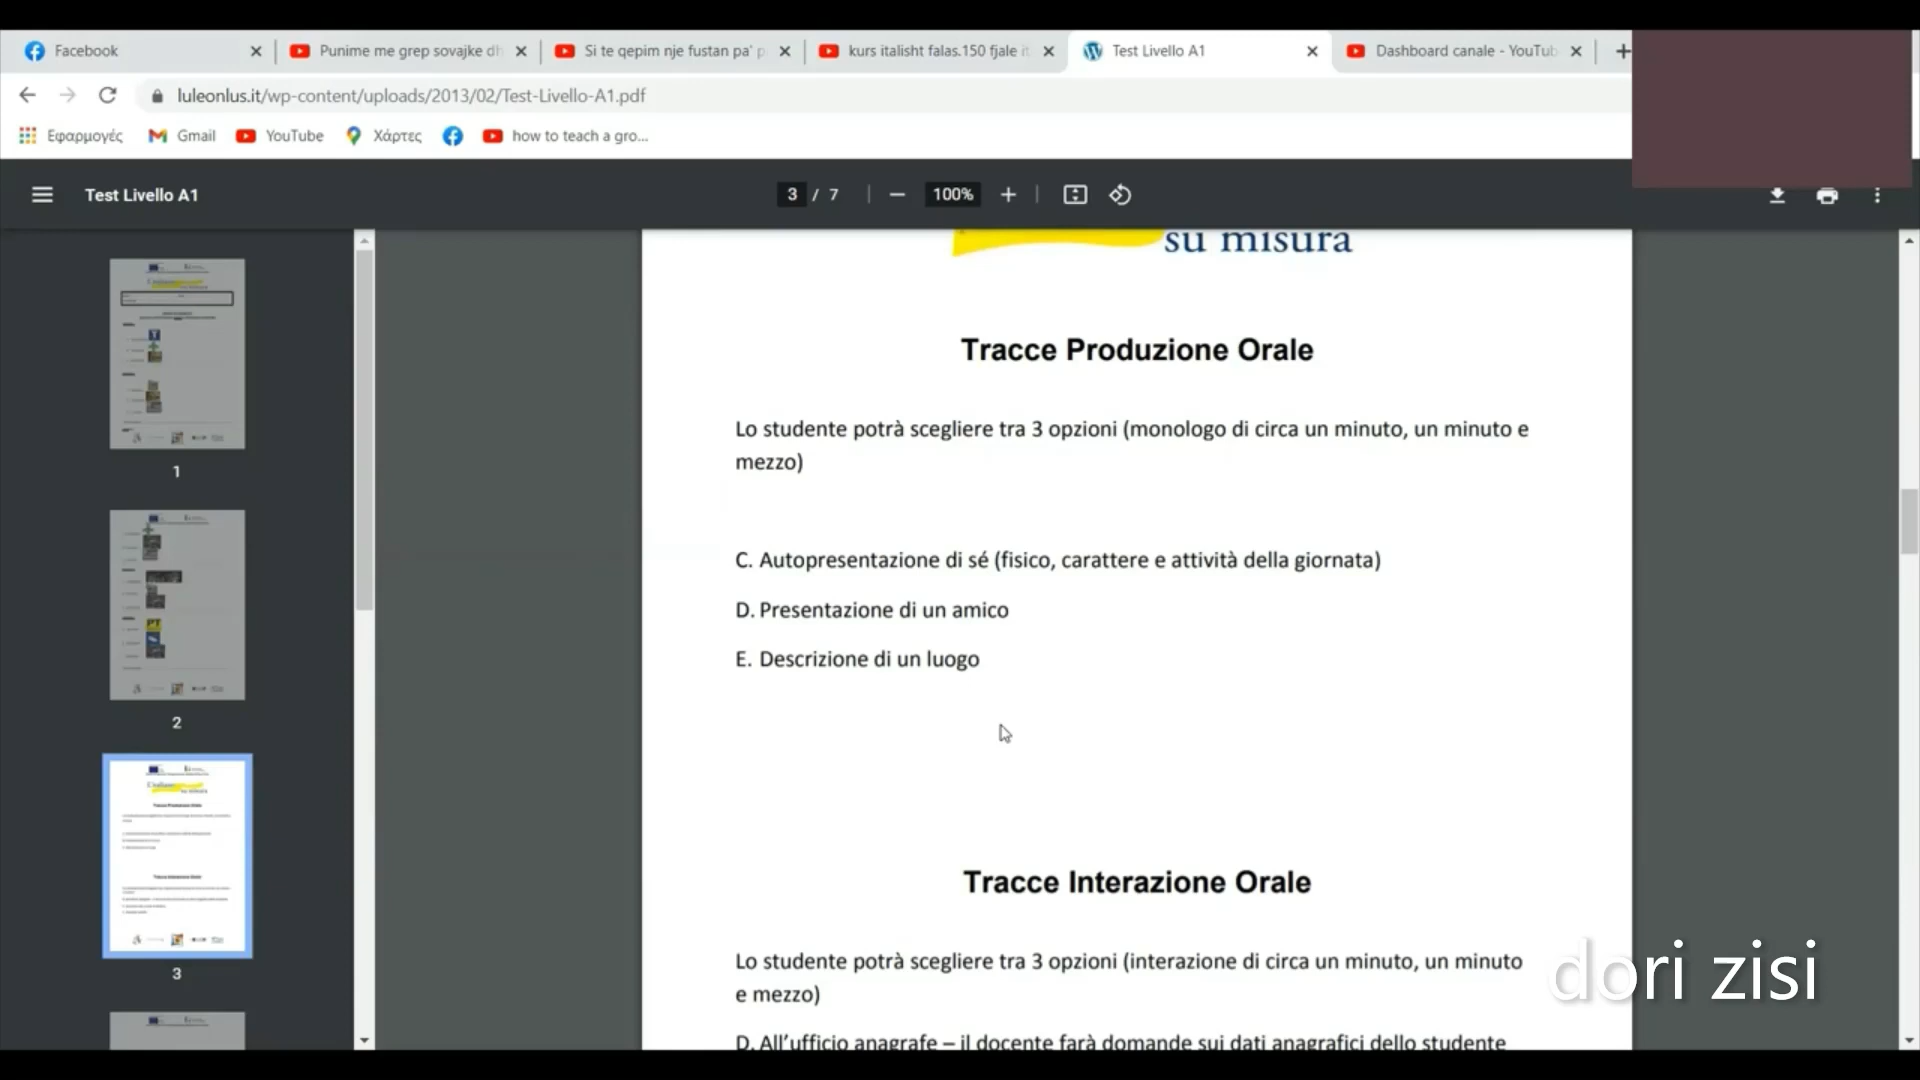 Facebook
Punime me grep sovajke dh
Si te qepim nje fustan pa' p
kurs italisht falas.150 fjale it
Test Livello A1
Dashboard canale - YouTub
luleonlus.it/wp-content/uploads/2013/02/Test-Livello-A1.pdf
Εφαρμογές
Gmail
YouTube
Χάρτες
how to teach a gro...
Test Livello A1
3 / 7
100%
su misura
Tracce Produzione Orale
Lo studente potrà scegliere tra 3 opzioni (monologo di circa un minuto, un minuto e
mezzo)
C. Autopresentazione di sé (fisico, carattere e attività della giornata)
D. Presentazione di un amico
E. Descrizione di un luogo
Tracce Interazione Orale
Lo studente potrà scegliere tra 3 opzioni (interazione di circa un minuto, un minuto
e mezzo)
D. All'ufficio anagrafe – il docente farà domande sui dati anagrafici dello studente
1
2
3
dori zisi